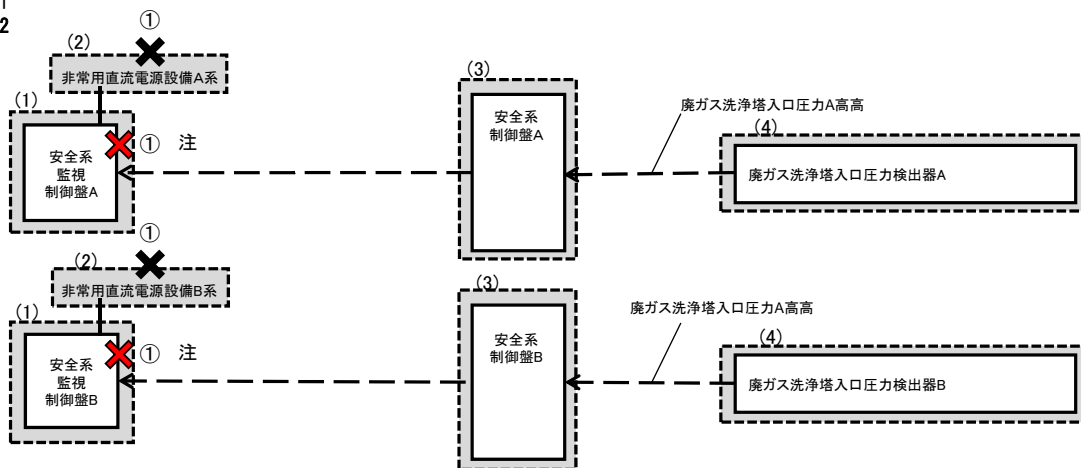 2
①
(2)
非常用直流電源設備A系
(1)
安全系
監視
制御盤A
① 注
(3)
安全系
制御盤A
廃ガス洗浄塔入口圧力A高高
(4)
廃ガス洗浄塔入口圧力検出器A
①
(2)
非常用直流電源設備B系
(1)
安全系
監視
制御盤B
① 注
(3)
安全系
制御盤B
廃ガス洗浄塔入口圧力A高高
(4)
廃ガス洗浄塔入口圧力検出器B